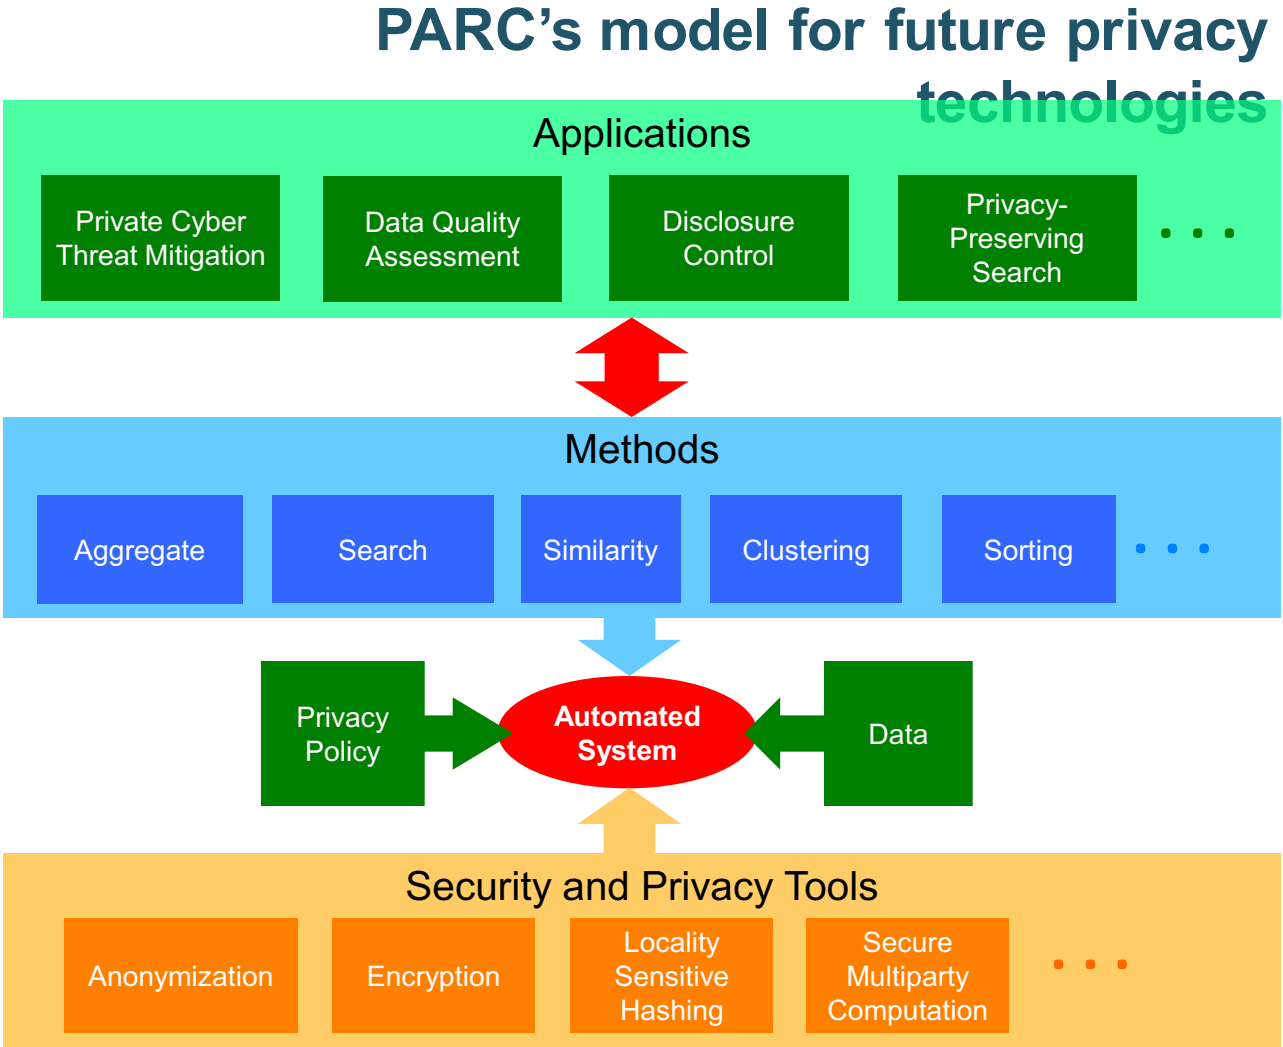 PARC’s model for future privacy
technologies
Applications
Private Cyber
Threat Mitigation
Data Quality
Assessment
Disclosure
Control
Privacy-
Preserving
Search
. . .
Methods
Aggregate
Search
Similarity
Clustering
Sorting
. . .
Privacy
Policy
Automated
System
Data
Security and Privacy Tools
Anonymization
Encryption
Locality
Sensitive
Hashing
Secure
Multiparty
Computation
. . .